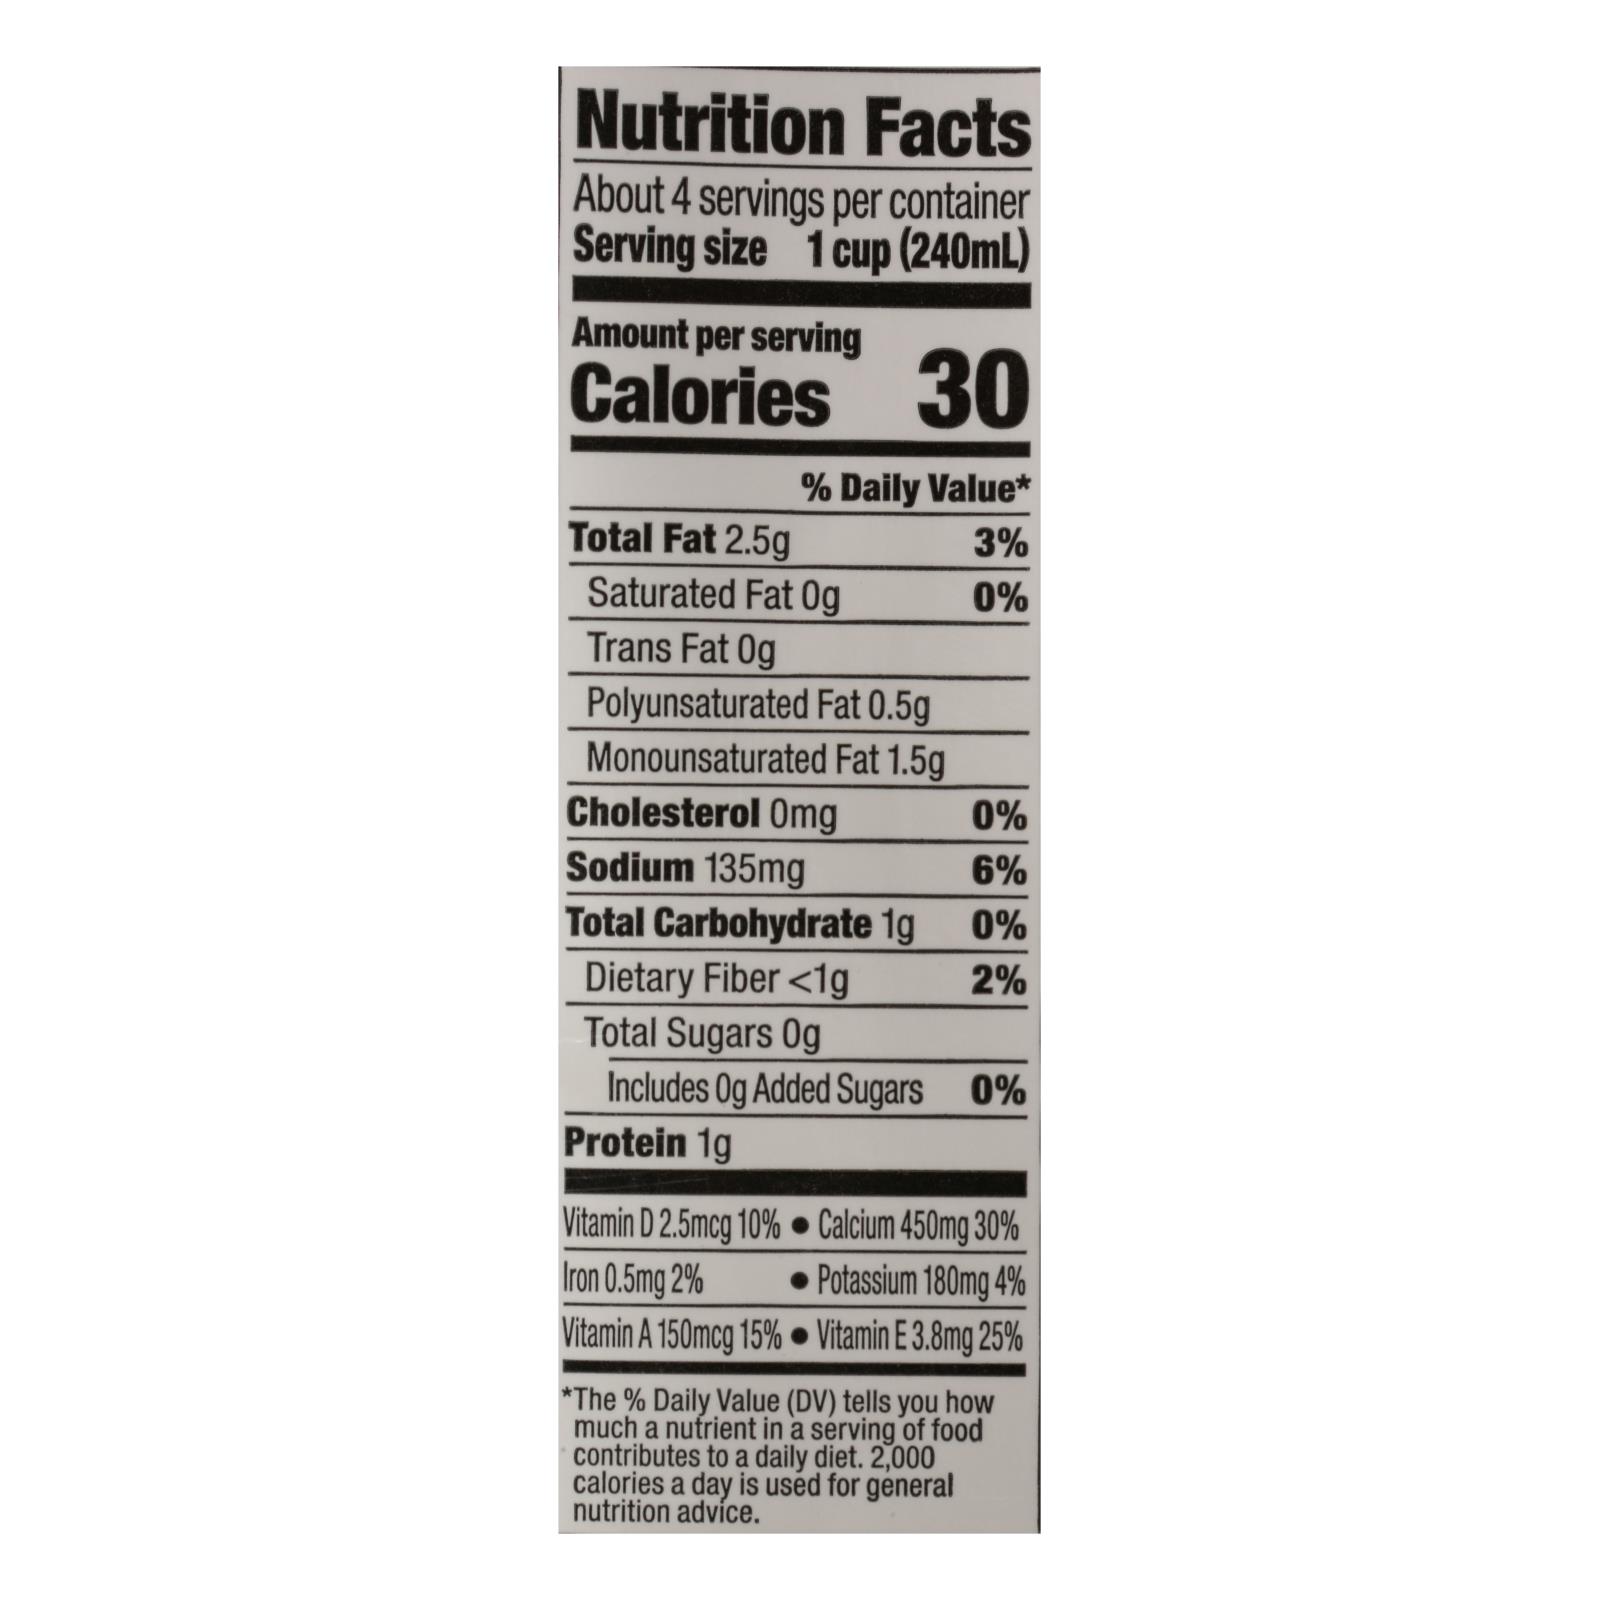 Nutrition Facts
About 4 servings per container
Serving size 1 cup (240mL)
Amount per serving
Calories 30
% Daily Value*
Total Fat 2.5g 3%
Saturated Fat 0g 0%
Trans Fat 0g
Polyunsaturated Fat 0.5g
Monounsaturated Fat 1.5g
Cholesterol 0mg 0%
Sodium 135mg 6%
Total Carbohydrate 1g 0%
Dietary Fiber <1g 2%
Total Sugars 0g
Includes 0g Added Sugars 0%
Protein 1g
Vitamin D 2.5mcg 10% ● Calcium 450mg 30%
Iron 0.5mg 2% ● Potassium 180mg 4%
Vitamin A 150mcg 15% ● Vitamin E 3.8mg 25%
*The % Daily Value (DV) tells you how
much a nutrient in a serving of food
contributes to a daily diet. 2,000
calories a day is used for general
nutrition advice.